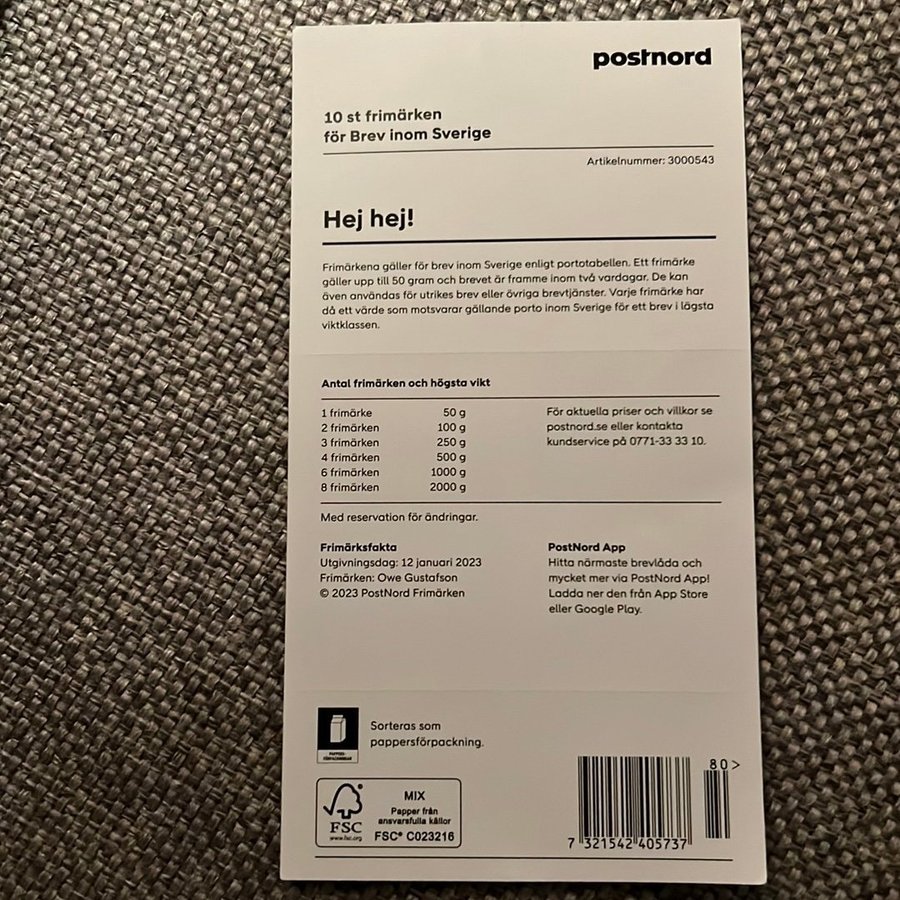 postnord
10 st frimärken
för Brev inom Sverige
Artikelnummer: 3000543
Hej hej!
Frimärkena gäller för brev inom Sverige enligt portotabellen. Ett frimärke
gäller upp till 50 gram och brevet är framme inom två vardagar. De kan
även användas för utrikes brev eller övriga brevtjänster. Varje frimärke har
då ett värde som motsvarar gällande porto inom Sverige för ett brev i lägsta
viktklassen.
Antal frimärken och högsta vikt
1 frimärke 50 g
2 frimärken 100 g
3 frimärken 250 g
4 frimärken 500 g
6 frimärken 1000 g
8 frimärken 2000 g
För aktuella priser och villkor se
postnord.se eller kontakta
kundservice på 0771-33 33 10.
Med reservation för ändringar.
Frimärksfakta
Utgivningsdag: 12 januari 2023
Frimärken: Owe Gustafson
© 2023 PostNord Frimärken
PostNord App
Hitta närmaste brevlåda och
mycket mer via PostNord App!
Ladda ner den från App Store
eller Google Play.
PAPPERS-
FÖRPACKNINGAR
Sorteras som
pappersförpackning.
FSC
www.fsc.org
MIX
Papper från
ansvarsfulla källor
FSC® C023216
80>
7 321542 405737